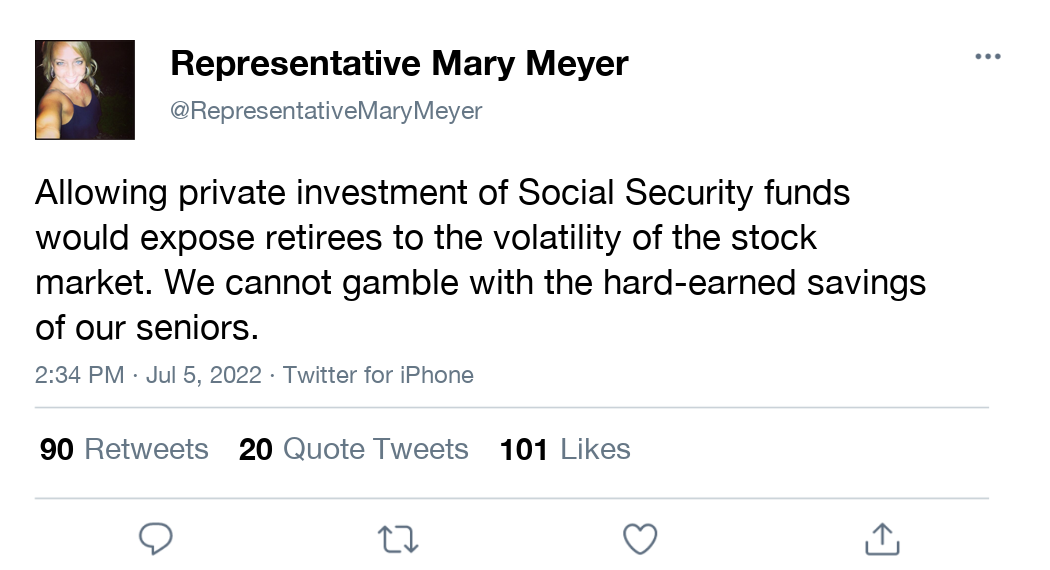 Representative Mary Meyer
@RepresentativeMaryMeyer
Allowing private investment of Social Security funds
would expose retirees to the volatility of the stock
market. We cannot gamble with the hard-earned savings
of our seniors.
2:34 PM · Jul 5, 2022 · Twitter for iPhone
90 Retweets 20 Quote Tweets 101 Likes